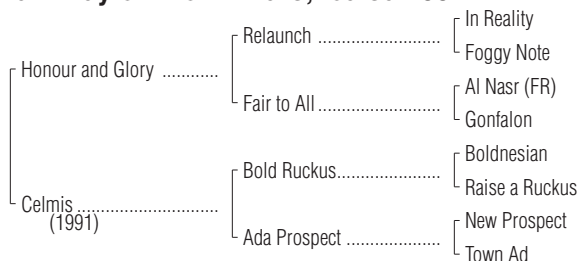 In Reality
Relaunch ....................
Foggy Note
Honour and Glory ............
Al Nasr (FR)
Fair to All .......................
Gonfalon
Boldnesian
Bold Ruckus...................
Raise a Ruckus
Celmis ..............................
(1991)
New Prospect
Ada Prospect .................
Town Ad